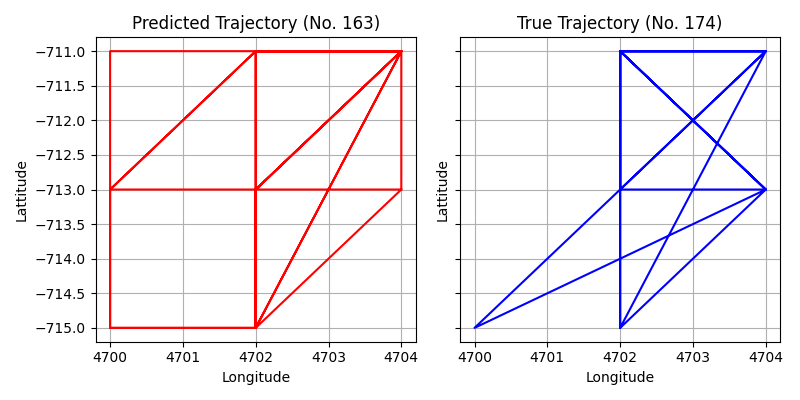 Predicted Trajectory (No. 163)
True Trajectory (No. 174)
−711.0
−711.5
−712.0
−712.5
−713.0
−713.5
−714.0
−714.5
−715.0
Lattitude
Lattitude
4700 4701 4702 4703 4704
4700 4701 4702 4703 4704
Longitude
Longitude